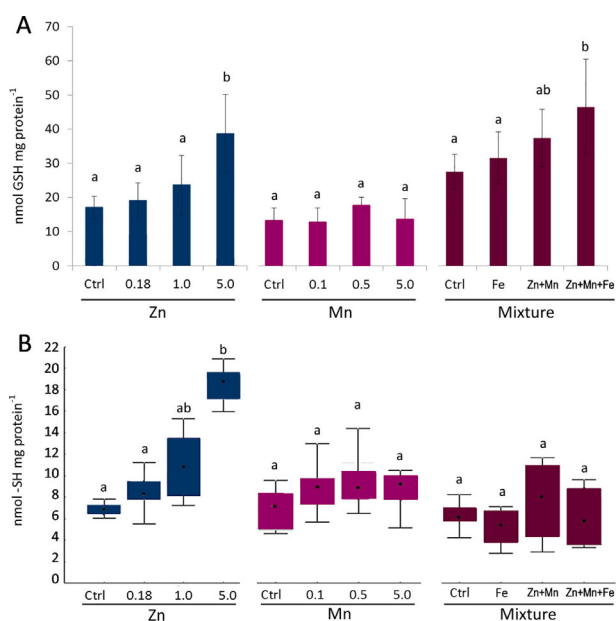 A
nmol GSH mg protein⁻¹
70
60
50
40
30
20
10
0
a a a b
a a a a
a a ab b
Ctrl 0.18 1.0 5.0
Zn
Ctrl 0.1 0.5 5.0
Mn
Ctrl Fe Zn+Mn Zn+Mn+Fe
Mixture
B
nmol -SH mg protein⁻¹
22
20
18
16
14
12
10
8
6
4
2
0
a a ab b
a a a a
a a a a
Ctrl 0.18 1.0 5.0
Zn
Ctrl 0.1 0.5 5.0
Mn
Ctrl Fe Zn+Mn Zn+Mn+Fe
Mixture